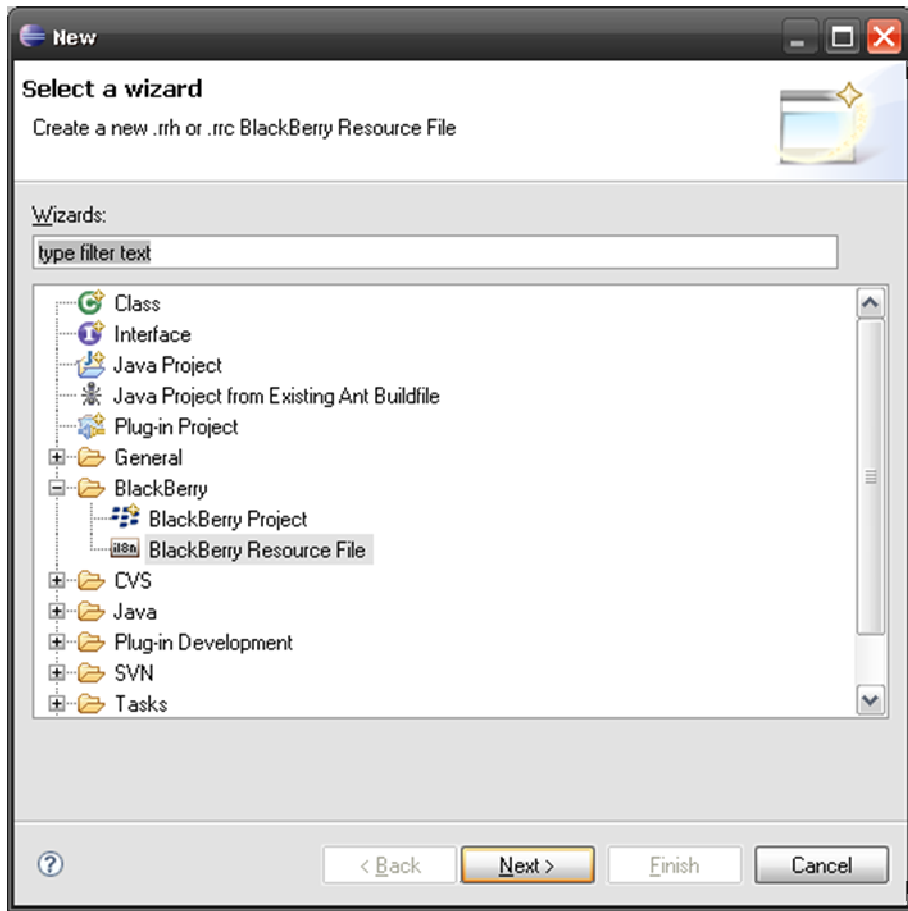 New
Select a wizard
Create a new .rrh or .rrc BlackBerry Resource File
Wizards:
type filter text
Class
Interface
Java Project
Java Project from Existing Ant Buildfile
Plug-in Project
General
BlackBerry
BlackBerry Project
i18n BlackBerry Resource File
CVS
Java
Plug-in Development
SVN
Tasks
? < Back Next > Finish Cancel